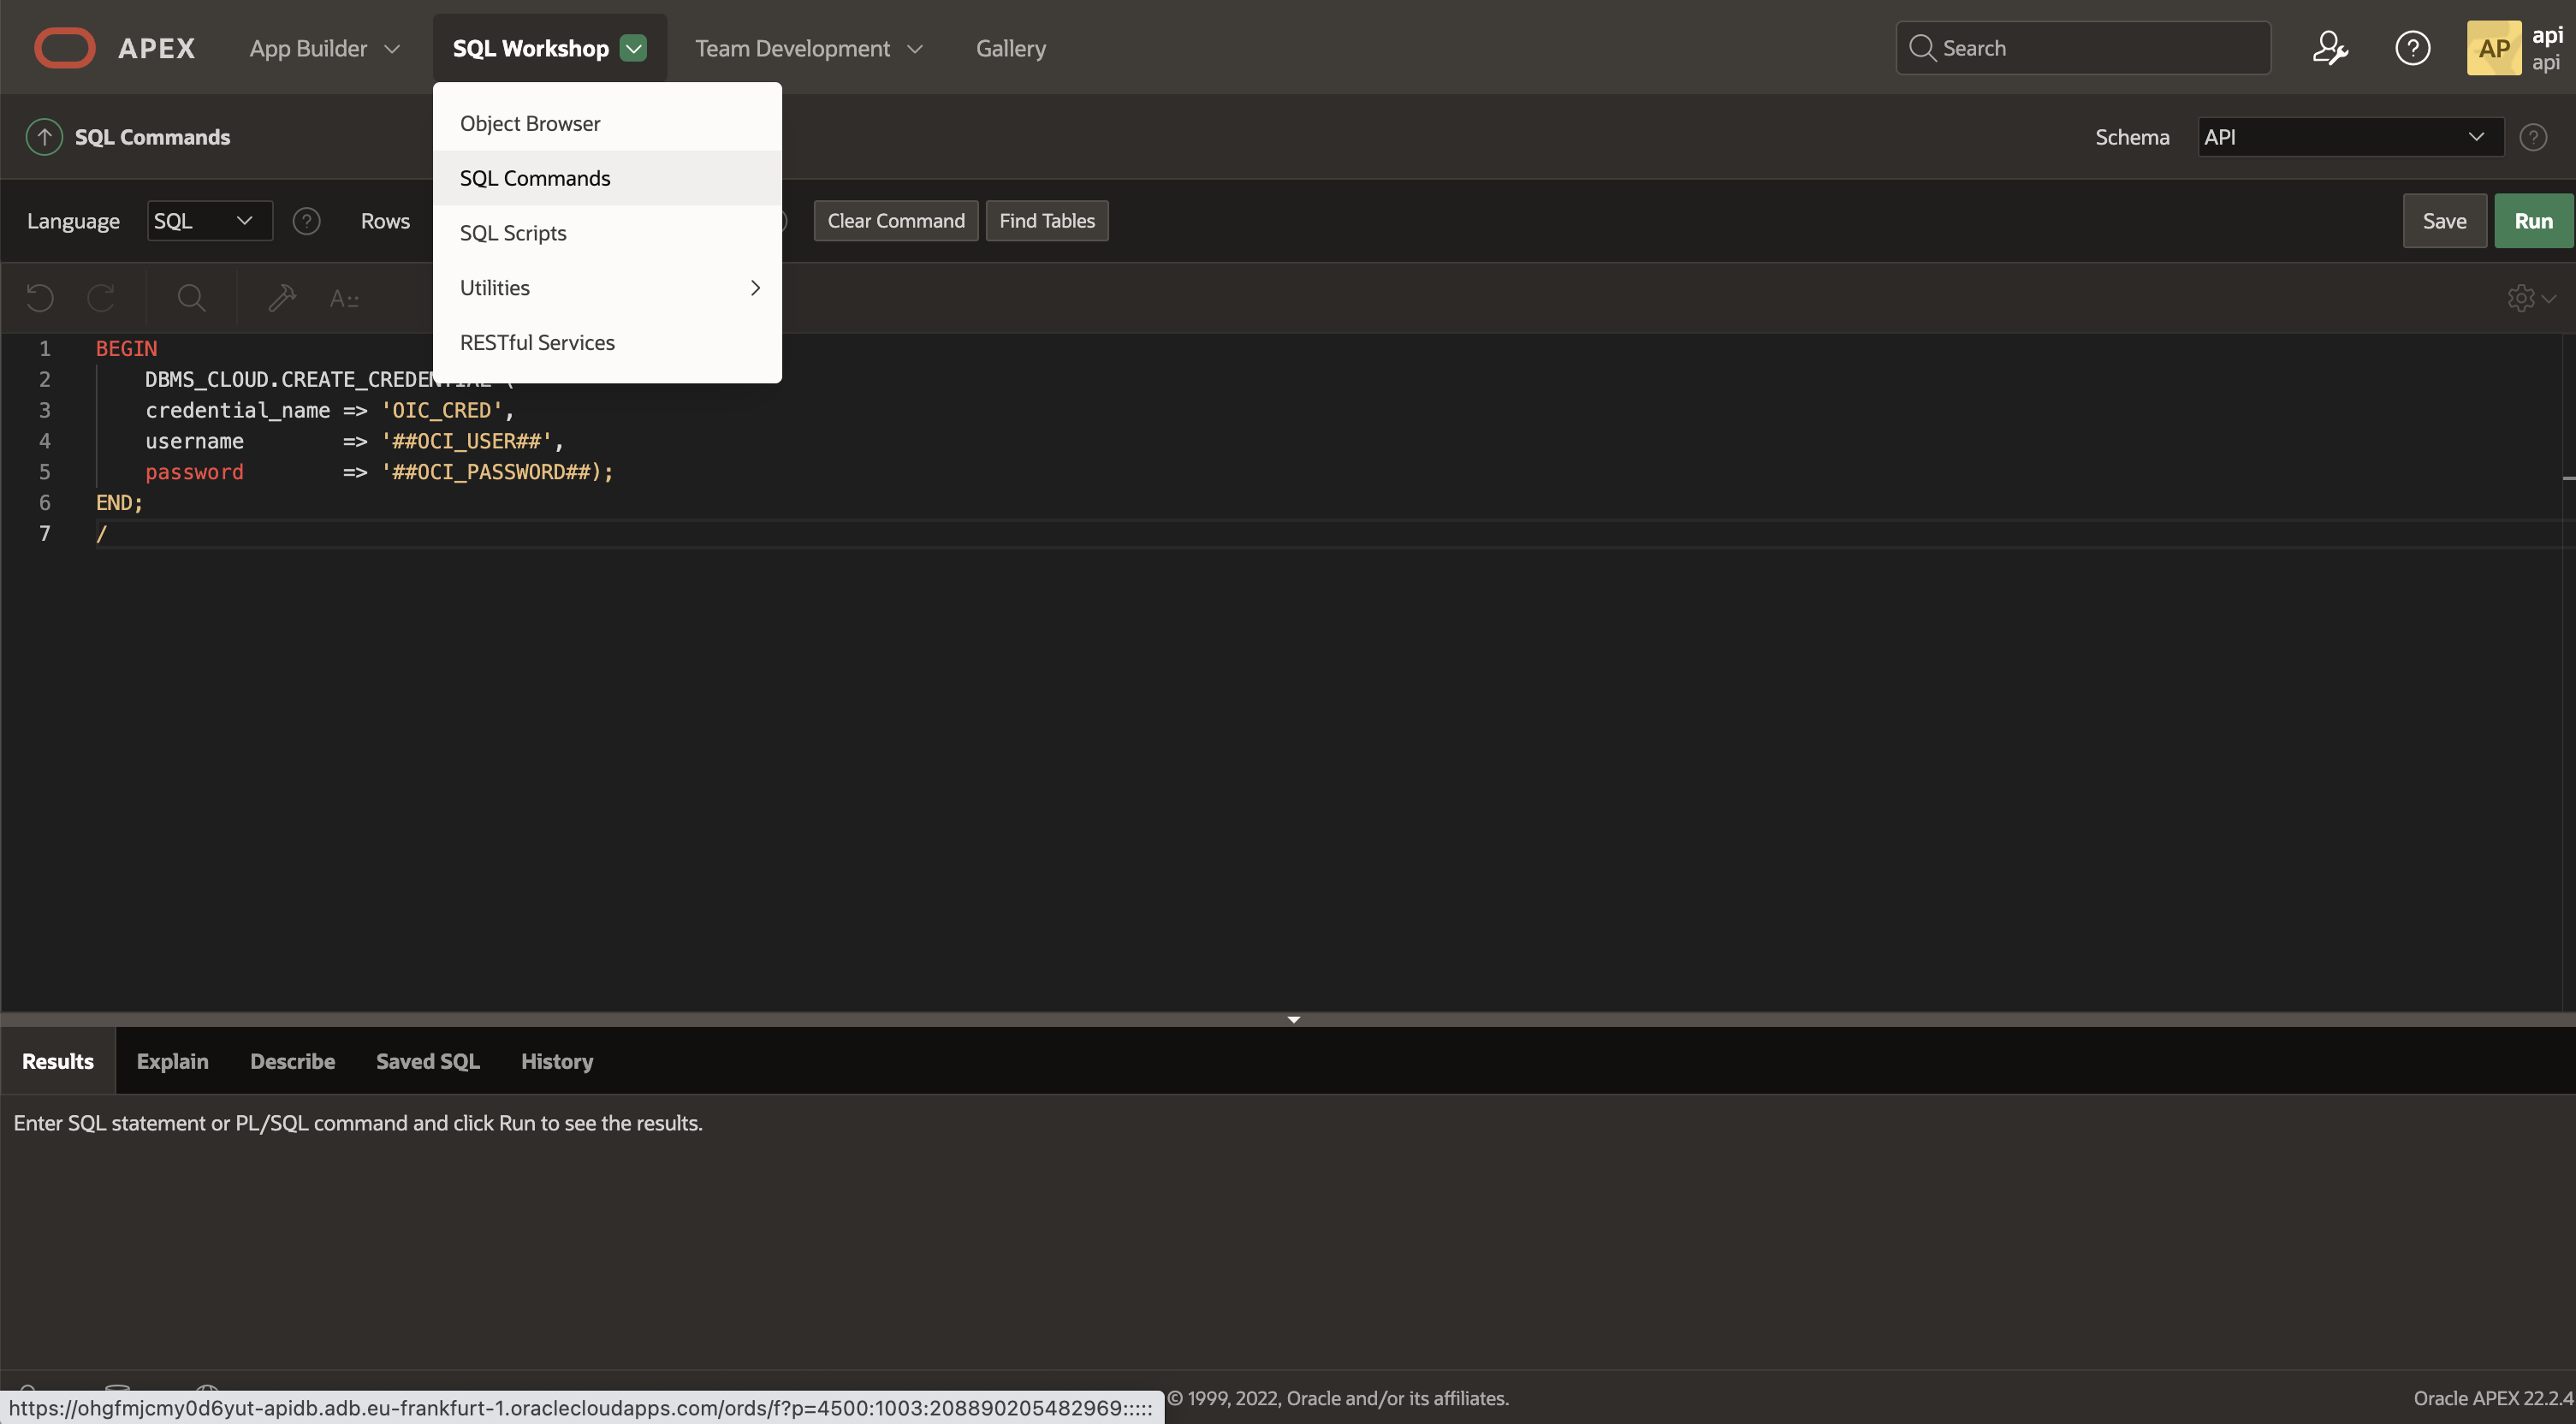 APEX App Builder SQL Workshop Team Development Gallery Search AP api
api
SQL Commands Schema API
Object Browser
SQL Commands
SQL Scripts
Utilities
RESTful Services
Language SQL Rows Clear Command Find Tables Save Run
1 BEGIN
2 DBMS_CLOUD.CREATE_CREDENTIAL (
3 credential_name => 'OIC_CRED',
4 username => '##OCI_USER##',
5 password => '##OCI_PASSWORD##);
6 END;
7 /
Results Explain Describe Saved SQL History
Enter SQL statement or PL/SQL command and click Run to see the results.
© 1999, 2022, Oracle and/or its affiliates. Oracle APEX 22.2.4
https://ohgfmjcmy0d6yut-apidb.adb.eu-frankfurt-1.oraclecloudapps.com/ords/f?p=4500:1003:208890205482969:::::